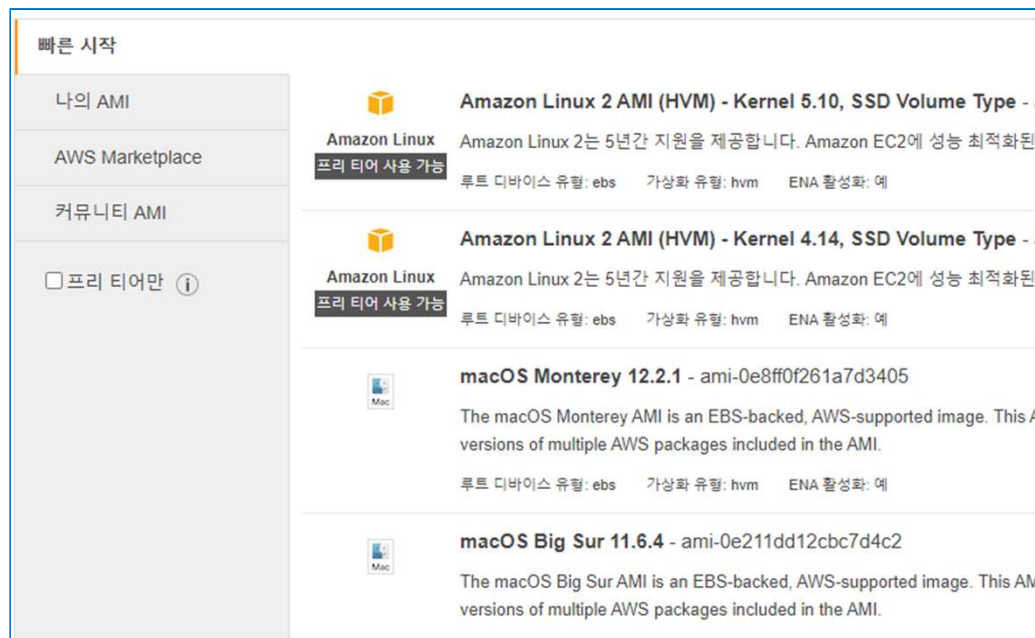 빠른 시작
나의 AMI
AWS Marketplace
커뮤니티 AMI
프리 티어만
Amazon Linux
프리 티어 사용 가능
Amazon Linux 2 AMI (HVM) - Kernel 5.10, SSD Volume Type -
Amazon Linux 2는 5년간 지원을 제공합니다. Amazon EC2에 성능 최적화된
루트 디바이스 유형: ebs 가상화 유형: hvm ENA 활성화: 예
Amazon Linux
프리 티어 사용 가능
Amazon Linux 2 AMI (HVM) - Kernel 4.14, SSD Volume Type -
Amazon Linux 2는 5년간 지원을 제공합니다. Amazon EC2에 성능 최적화된
루트 디바이스 유형: ebs 가상화 유형: hvm ENA 활성화: 예
Mac
macOS Monterey 12.2.1 - ami-0e8ff0f261a7d3405
The macOS Monterey AMI is an EBS-backed, AWS-supported image. This
versions of multiple AWS packages included in the AMI.
루트 디바이스 유형: ebs 가상화 유형: hvm ENA 활성화: 예
Mac
macOS Big Sur 11.6.4 - ami-0e211dd12cbc7d4c2
The macOS Big Sur AMI is an EBS-backed, AWS-supported image. This
versions of multiple AWS packages included in the AMI.